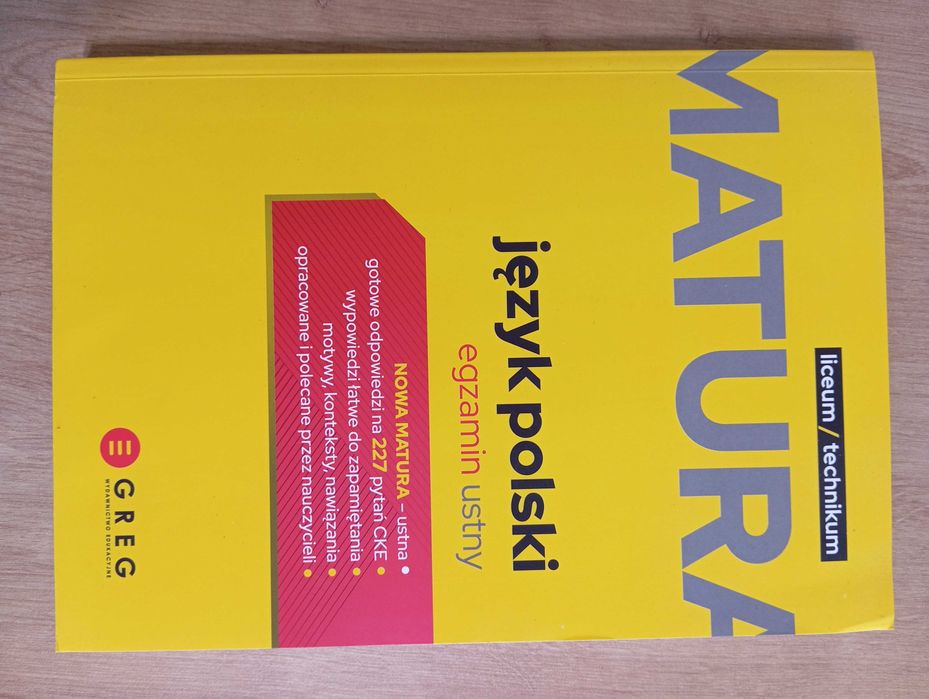 liceum / technikum
MATURA
język polski
egzamin ustny
NOWA MATURA – ustna
gotowe odpowiedzi na 227 pytań CKE
wypowiedzi łatwe do zapamiętania
motywy, konteksty, nawiązania
opracowane i polecane przez nauczycieli
GREG
WYDAWNICTWO EDUKACYJNE